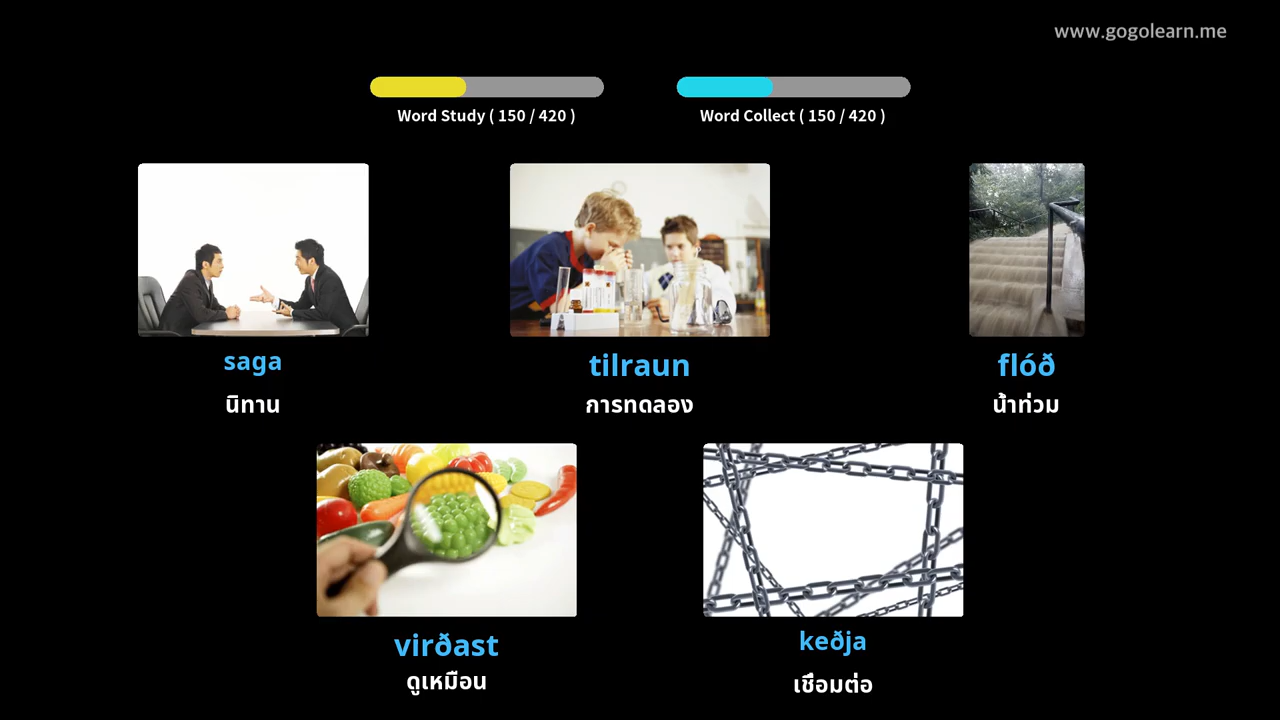 www.gogolearn.me
Word Study ( 150 / 420 )
Word Collect ( 150 / 420 )
saga
นิทาน
tilraun
การทดลอง
flóð
น้ำท่วม
virðast
ดูเหมือน
keðja
เชื่อมต่อ